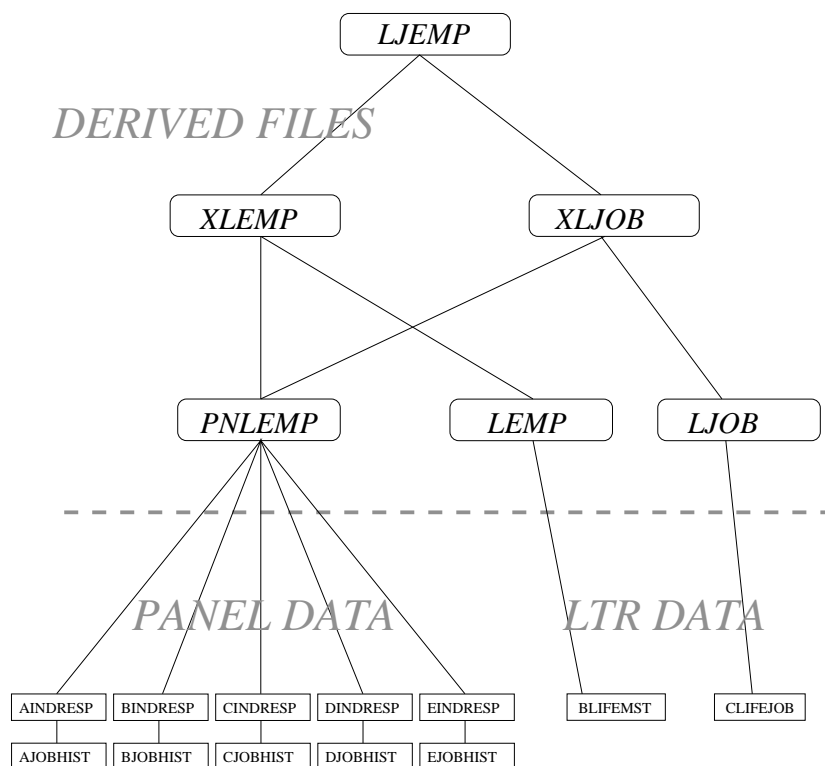 LJEMP
DERIVED FILES
XLEMP XLJOB
PNLEMP LEMP LJOB
PANEL DATA LTR DATA
AINDRESP BINDRESP CINDRESP DINDRESP EINDRESP BLIFEMST CLIFEJOB
AJOBHIST BJOBHIST CJOBHIST DJOBHIST EJOBHIST